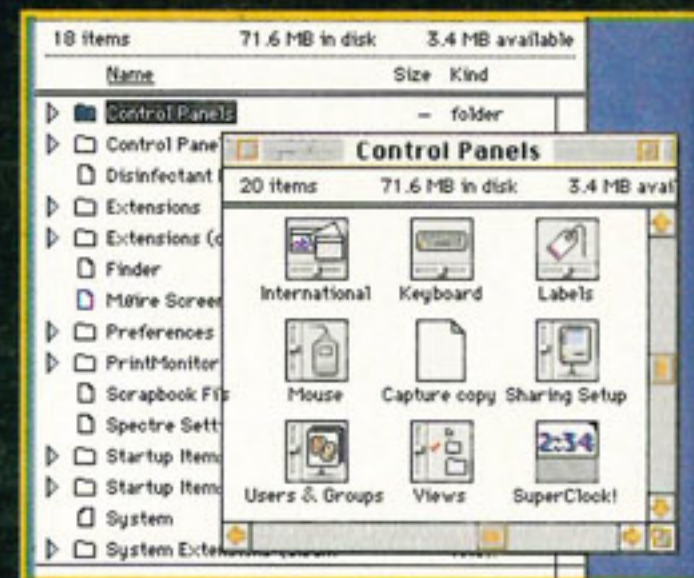 18 items 71.6 MB in disk 3.4 MB available
Name Size Kind
Control Panels – folder
Control Pane
Disinfectant
Extensions
Extensions
Finder
Preferences
PrintMonitor
Scrapbook Fi
Spectre Sett
Startup Item
Startup Item
System
System
Control Panels
20 items 71.6 MB in disk 3.4 MB avai
International Keyboard Labels
Mouse Capture copy Sharing Setup
2:34
Users & Groups Views SuperClock!